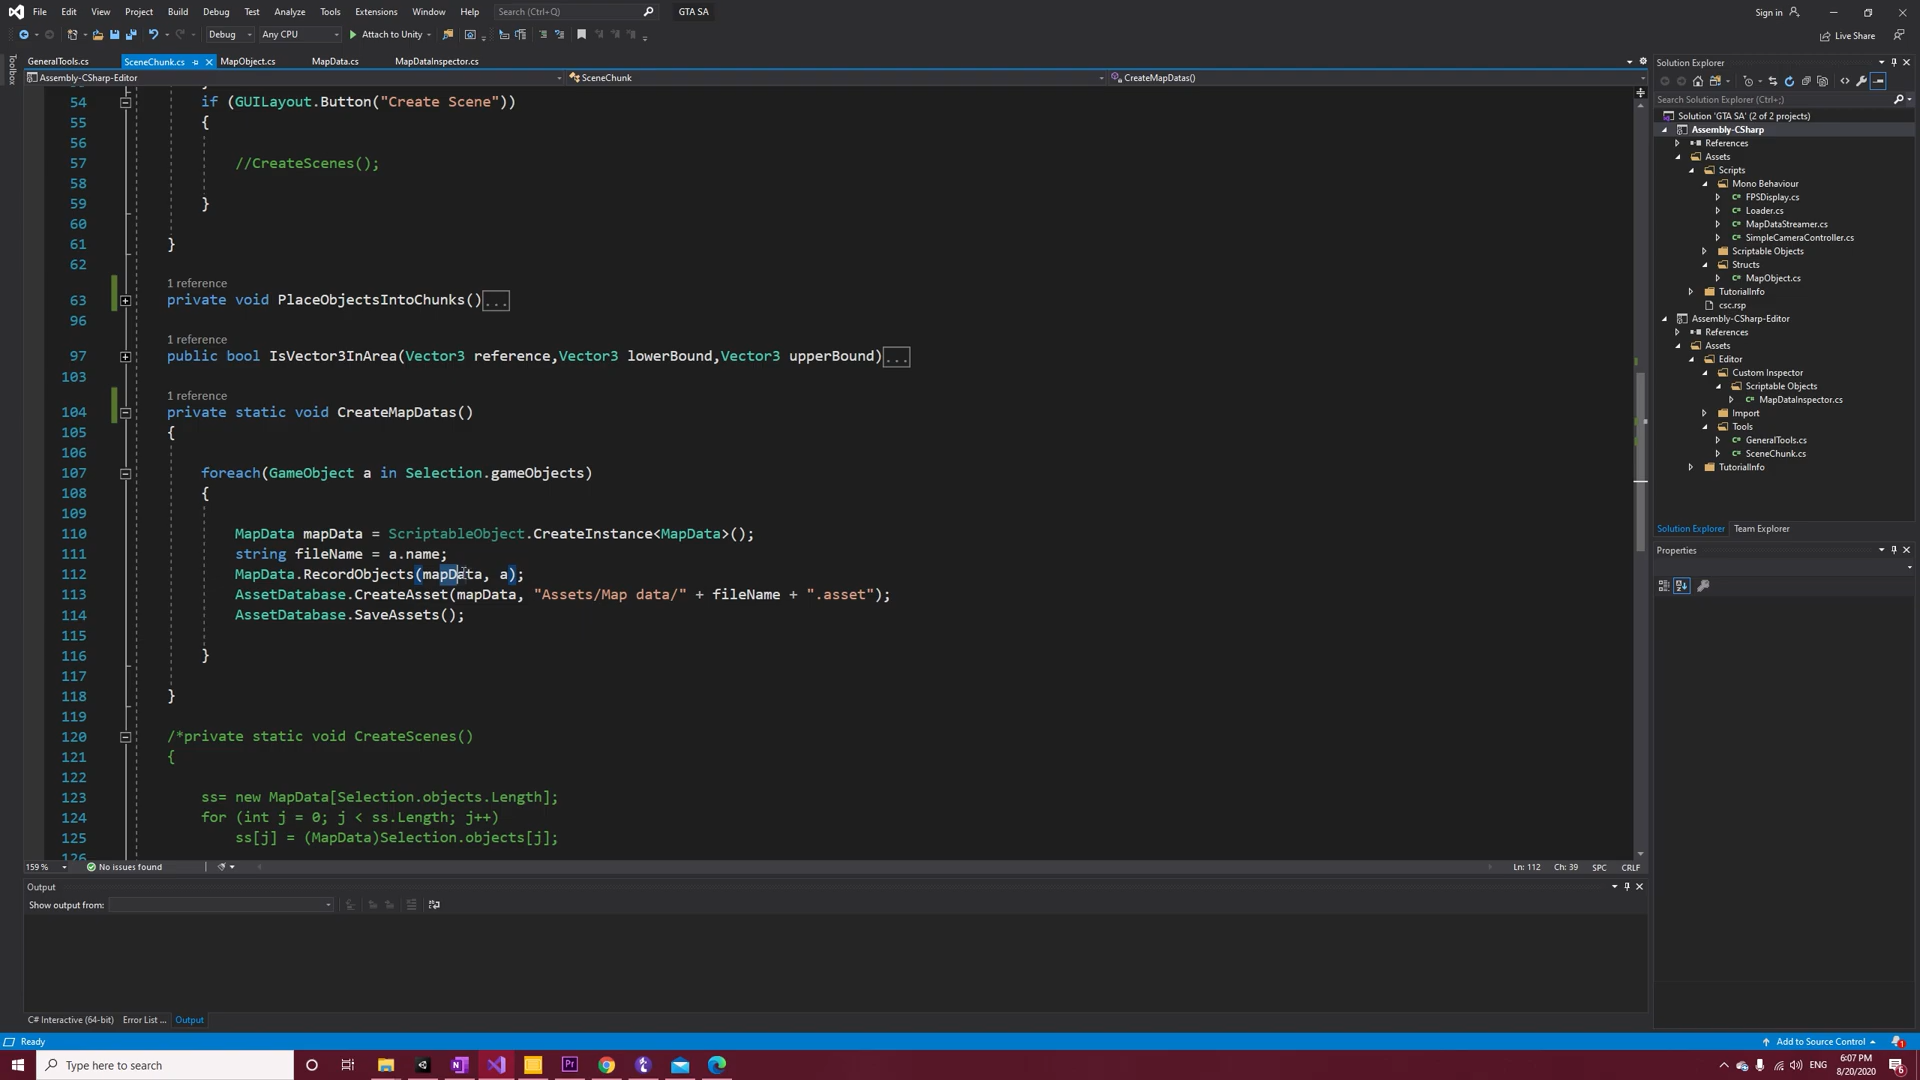 File Edit View Project Build Debug Test Analyze Tools Extensions Window Help Search (Ctrl+Q) GTA SA Sign in
Debug Any CPU Attach to Unity Live Share
Toolbox
GeneralTools.cs SceneChunk.cs MapObject.cs MapData.cs MapDataInspector.cs
Assembly-CSharp-Editor SceneChunk CreateMapDatas()
54 if (GUILayout.Button("Create Scene"))
55 {
56
57 //CreateScenes();
58
59 }
60
61 }
62
1 reference
63 private void PlaceObjectsIntoChunks()...
96
1 reference
97 public bool IsVector3InArea(Vector3 reference,Vector3 lowerBound,Vector3 upperBound)...
103
1 reference
104 private static void CreateMapDatas()
105 {
106
107 foreach(GameObject a in Selection.gameObjects)
108 {
109
110 MapData mapData = ScriptableObject.CreateInstance<MapData>();
111 string fileName = a.name;
112 MapData.RecordObjects(mapData, a);
113 AssetDatabase.CreateAsset(mapData, "Assets/Map data/" + fileName + ".asset");
114 AssetDatabase.SaveAssets();
115
116 }
117
118 }
119
120 /*private static void CreateScenes()
121 {
122
123 ss= new MapData[Selection.objects.Length];
124 for (int j = 0; j < ss.Length; j++)
125 ss[j] = (MapData)Selection.objects[j];
126
159 % No issues found Ln: 112 Ch: 39 SPC CRLF
Output
Show output from:
C# Interactive (64-bit) Error List ... Output
Solution Explorer
Search Solution Explorer (Ctrl+;)
Solution 'GTA SA' (2 of 2 projects)
Assembly-CSharp
References
Assets
Scripts
Mono Behaviour
FPSDisplay.cs
Loader.cs
MapDataStreamer.cs
SimpleCameraController.cs
Scriptable Objects
Structs
MapObject.cs
TutorialInfo
csc.rsp
Assembly-CSharp-Editor
References
Assets
Editor
Custom Inspector
Scriptable Objects
MapDataInspector.cs
Import
Tools
GeneralTools.cs
SceneChunk.cs
TutorialInfo
Solution Explorer Team Explorer
Properties
Ready Add to Source Control 1
Type here to search ENG 6:07 PM
8/20/2020 6